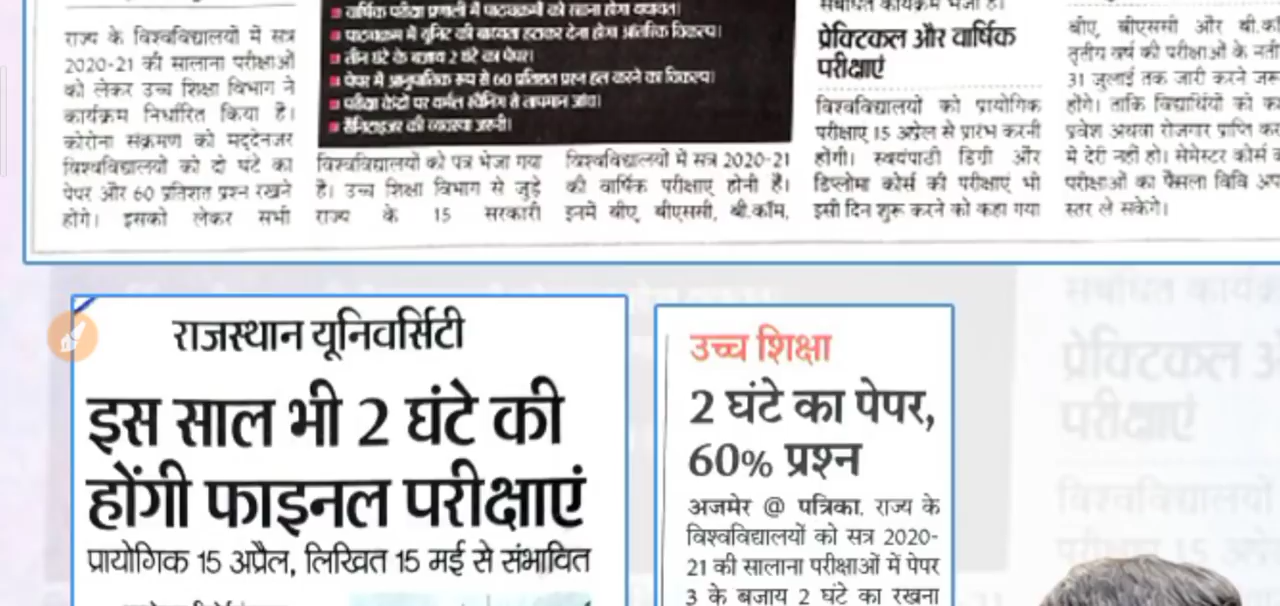 राज्य के विश्वविद्यालयों में सत्र
2020-21 की सालाना परीक्षाओं
को लेकर उच्च शिक्षा विभाग ने
कार्यक्रम निर्धारित किया है।
कोरोना संक्रमण को मद्देनजर
विश्वविद्यालयों को दो घंटे का
पेपर और 60 प्रतिशत प्रश्न रखने
होंगे। इसको लेकर सभी
वार्षिक परीक्षा प्रणाली में पाठ्यक्रमों को रखना होगा यथावत।
पाठ्यक्रम में यूनिट की बाध्यता हटाकर देना होगा आंतरिक विकल्प।
तीन घंटे के बजाय 2 घंटे का पेपर।
पेपर में आनुपातिक रूप से 60 प्रतिशत प्रश्न हल करने का विकल्प।
परीक्षा केंद्रों पर थर्मल स्कैनिंग से तापमान जांच।
सैनिटाइजर की व्यवस्था जरूरी।
विश्वविद्यालयों को पत्र भेजा गया
है। उच्च शिक्षा विभाग से जुड़े
राज्य के 15 सरकारी
विश्वविद्यालयों में सत्र 2020-21
की वार्षिक परीक्षाएं होनी है।
इनमें बीए, बीएससी, बी.कॉम,
संबंधित कार्यक्रम भेजा है।
प्रेक्टिकल और वार्षिक
परीक्षाएं
विश्वविद्यालयों को प्रायोगिक
परीक्षाएं 15 अप्रेल से प्रारंभ करनी
होंगी। स्वयंपाठी डिग्री और
डिप्लोमा कोर्स की परीक्षाएं भी
इसी दिन शुरू करने को कहा गया
बीए, बीएससी और बी.कॉ
तृतीय वर्ष की परीक्षाओं के नती
31 जुलाई तक जारी करने जरू
होंगे। ताकि विद्यार्थियों को क
प्रवेश अथवा रोजगार प्राप्ति क
में देरी नहीं हो। सेमेस्टर कोर्स क
परीक्षाओं का फैसला विवि अप
स्तर ले सकेंगे।
राजस्थान यूनिवर्सिटी
इस साल भी 2 घंटे की
होंगी फाइनल परीक्षाएं
प्रायोगिक 15 अप्रैल, लिखित 15 मई से संभावित
उच्च शिक्षा
2 घंटे का पेपर,
60% प्रश्न
अजमेर @ पत्रिका. राज्य के
विश्वविद्यालयों को सत्र 2020-
21 की सालाना परीक्षाओं में पेपर
3 के बजाय 2 घंटे का रखना